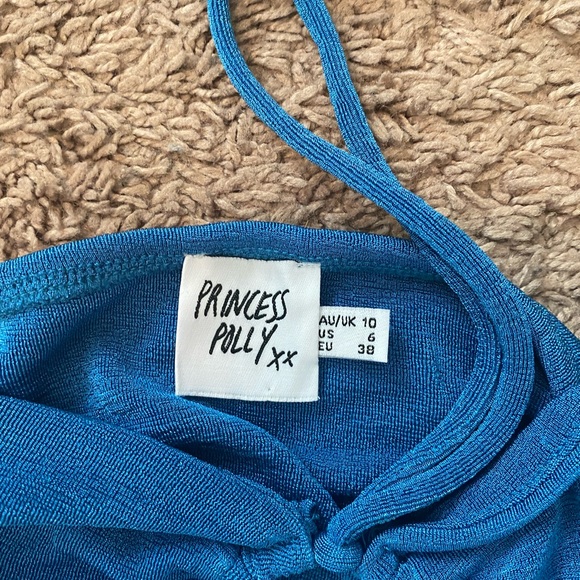 PRINCESS
POLLY xx
AU/UK 10
US 6
EU 38